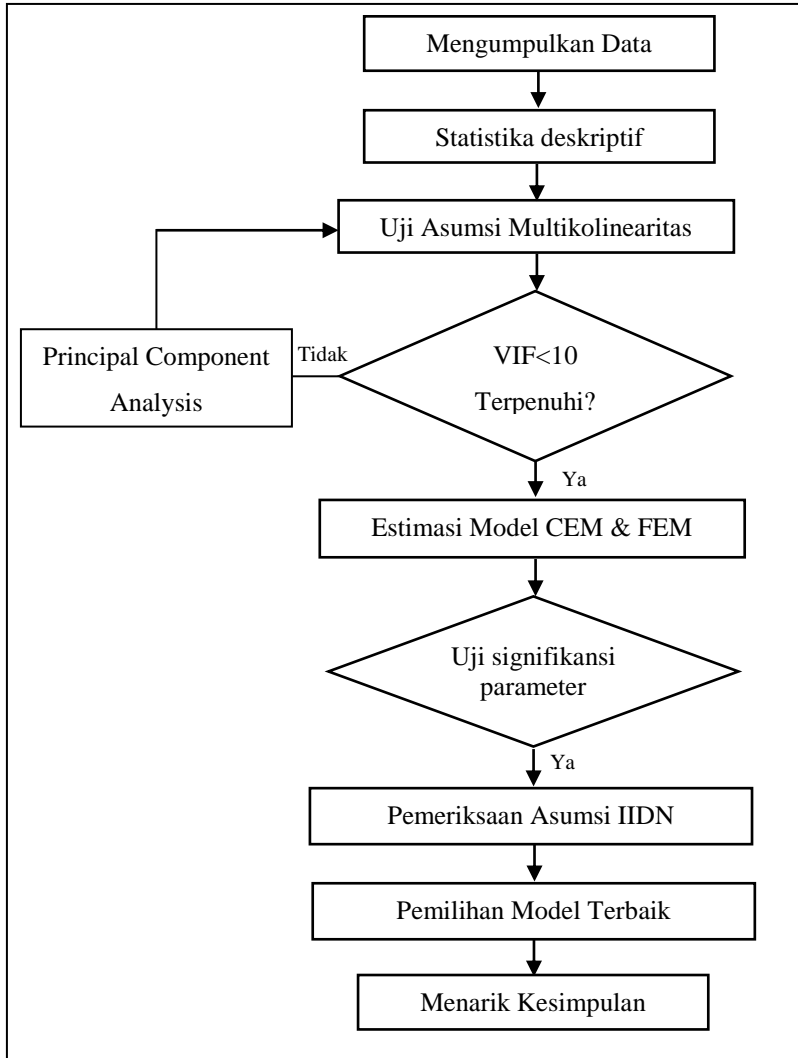 Mengumpulkan Data
Statistika deskriptif
Uji Asumsi Multikolinearitas
Principal Component
Analysis
Tidak
VIF<10
Terpenuhi?
Ya
Estimasi Model CEM & FEM
Uji signifikansi
parameter
Ya
Pemeriksaan Asumsi IIDN
Pemilihan Model Terbaik
Menarik Kesimpulan